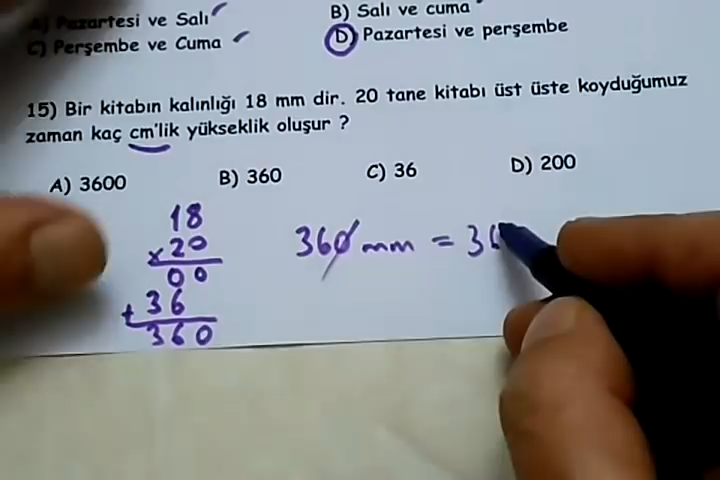 A) Pazartesi ve Salı
B) Salı ve cuma
C) Perşembe ve Cuma
D) Pazartesi ve perşembe
15) Bir kitabın kalınlığı 18 mm dir. 20 tane kitabı üst üste koyduğumuz
zaman kaç cm'lik yükseklik oluşur ?
A) 3600
B) 360
C) 36
D) 200
18
x20
00
+36
360
360 mm = 36